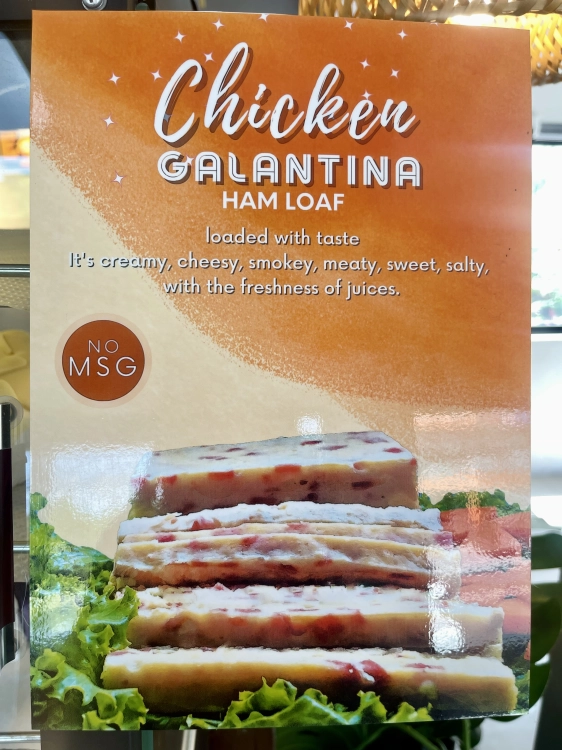 Chicken
GALANTINA
HAM LOAF
loaded with taste
It's creamy, cheesy, smokey, meaty, sweet, salty,
with the freshness of juices.
NO
MSG